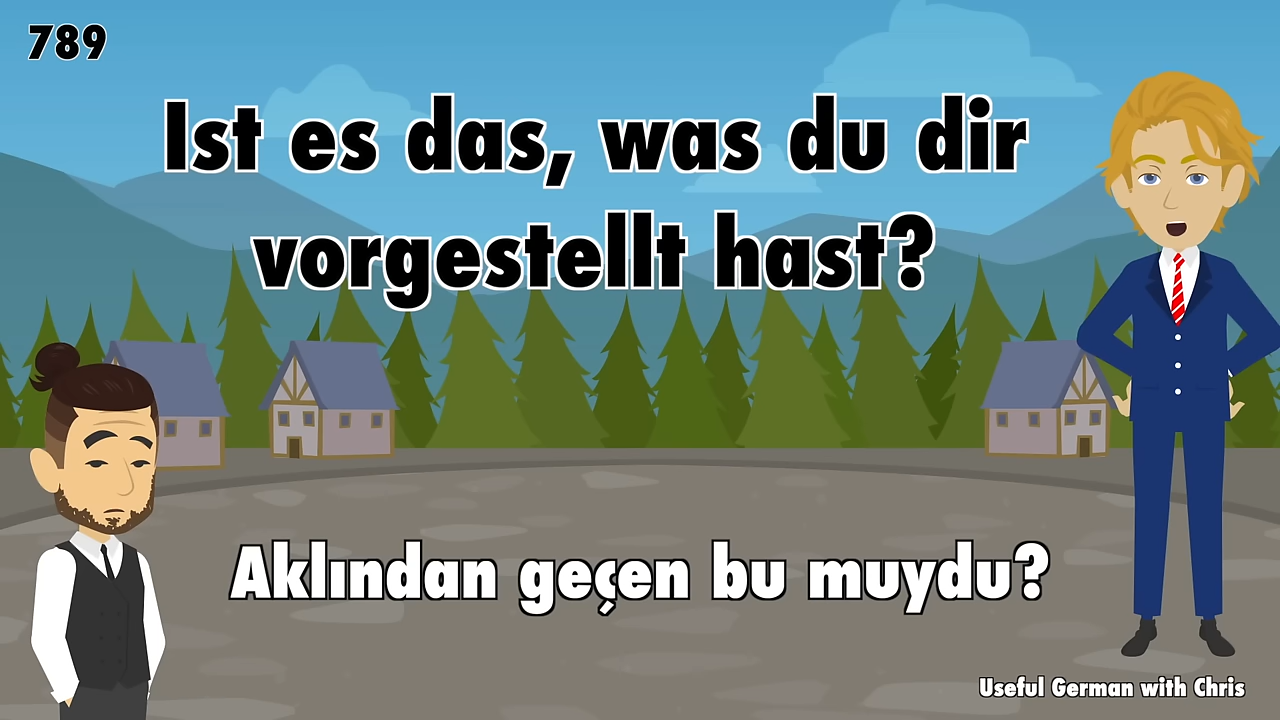 789
Ist es das, was du dir
vorgestellt hast?
Aklından geçen bu muydu?
Useful German with Chris